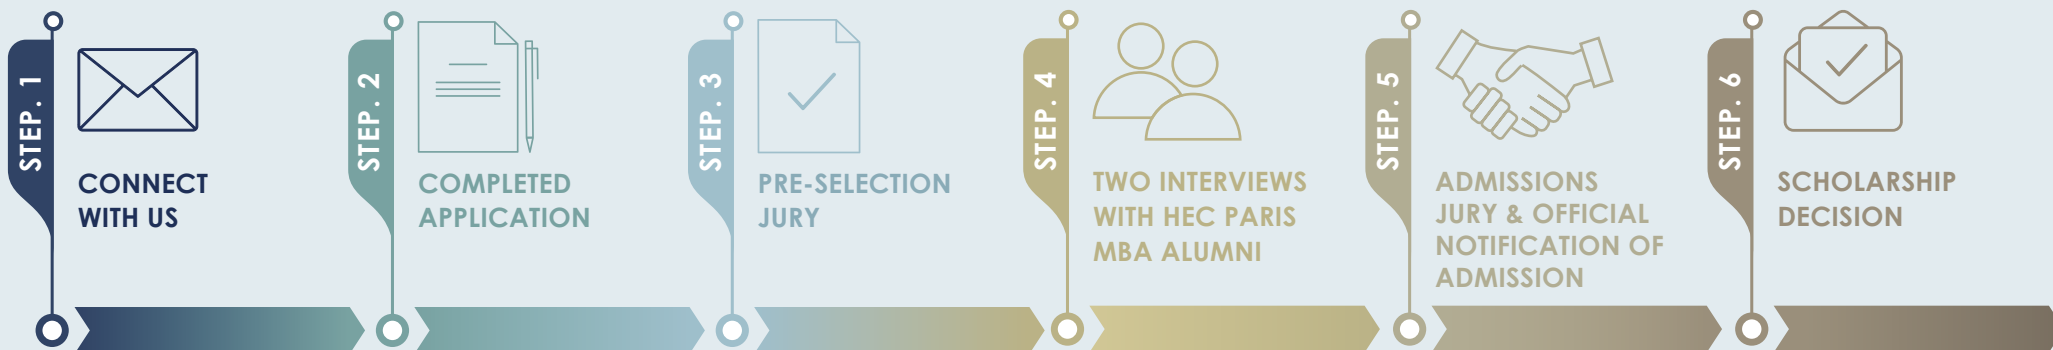 STEP. 1
CONNECT
WITH US
STEP. 2
COMPLETED
APPLICATION
STEP. 3
PRE-SELECTION
JURY
STEP. 4
TWO INTERVIEWS
WITH HEC PARIS
MBA ALUMNI
STEP. 5
ADMISSIONS
JURY & OFFICIAL
NOTIFICATION OF
ADMISSION
STEP. 6
SCHOLARSHIP
DECISION